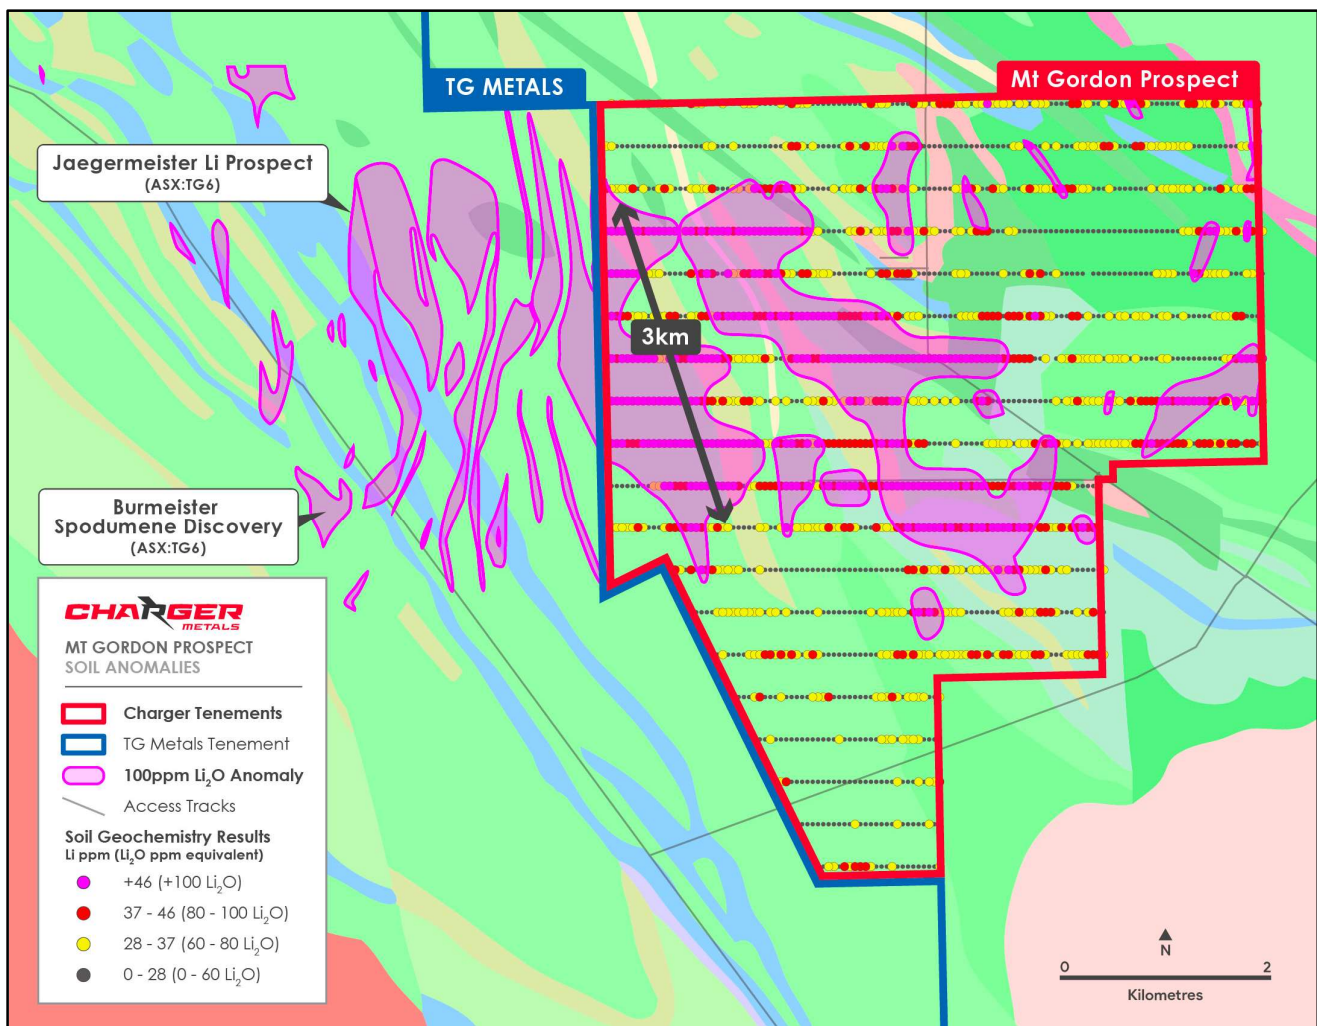 TG METALS
Mt Gordon Prospect
Jaegermeister Li Prospect
(ASX:TG6)
3km
Burmeister
Spodumene Discovery
(ASX:TG6)
CHARGER
METALS
MT GORDON PROSPECT
SOIL ANOMALIES
Charger Tenements
TG Metals Tenement
100ppm Li₂O Anomaly
Access Tracks
Soil Geochemistry Results
Li ppm (Li₂O ppm equivalent)
+46 (+100 Li₂O)
37 - 46 (80 - 100 Li₂O)
28 - 37 (60 - 80 Li₂O)
0 - 28 (0 - 60 Li₂O)
N
0 2
Kilometres